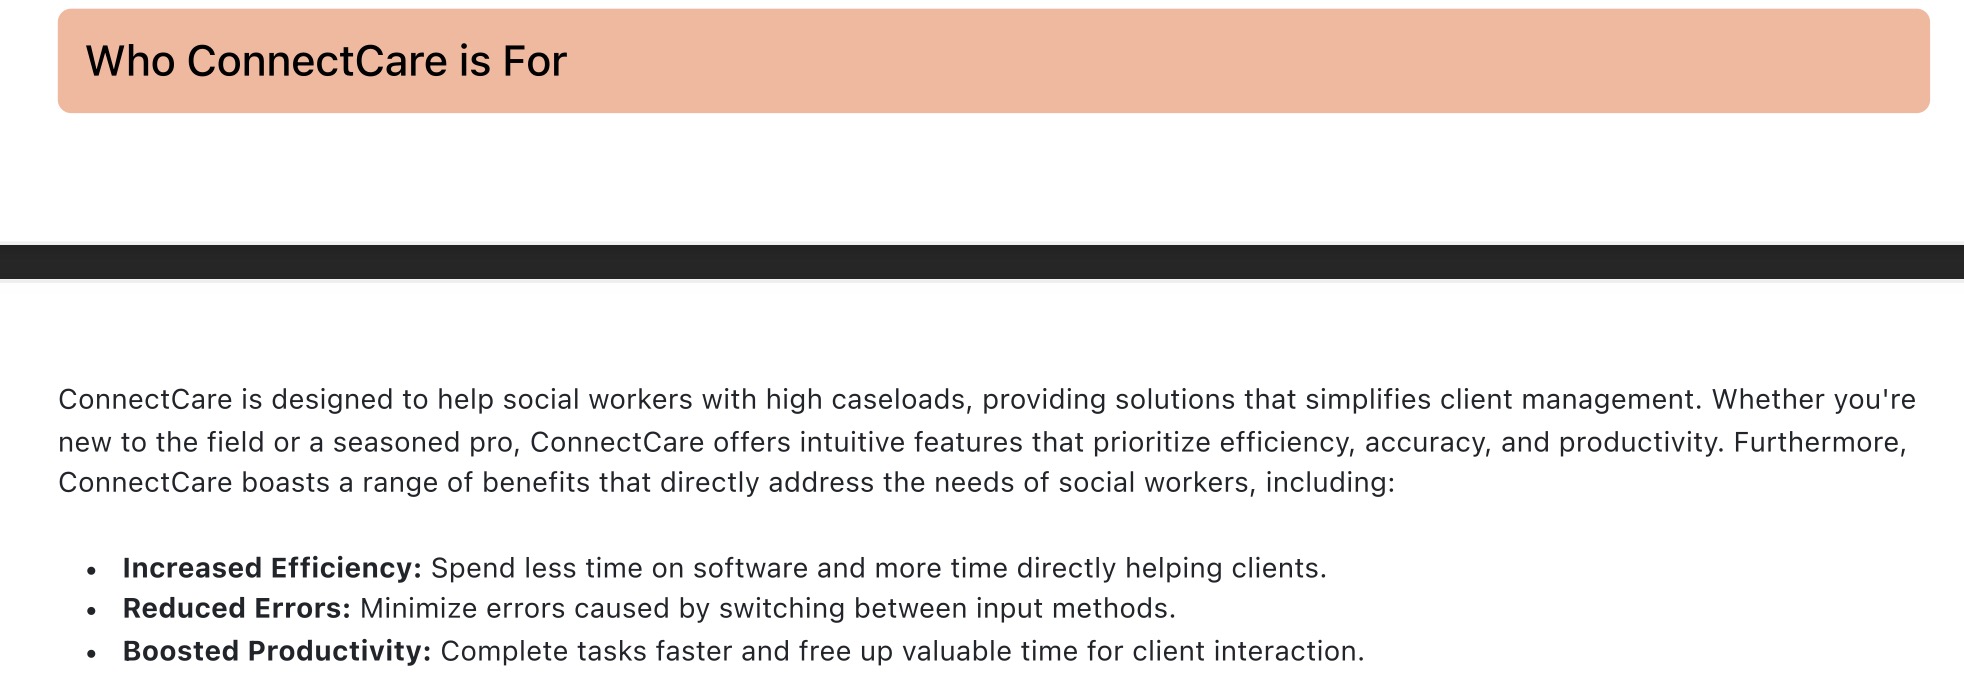 Who ConnectCare is For
ConnectCare is designed to help social workers with high caseloads, providing solutions that simplifies client management. Whether you're
new to the field or a seasoned pro, ConnectCare offers intuitive features that prioritize efficiency, accuracy, and productivity. Furthermore,
ConnectCare boasts a range of benefits that directly address the needs of social workers, including:
• Increased Efficiency: Spend less time on software and more time directly helping clients.
• Reduced Errors: Minimize errors caused by switching between input methods.
• Boosted Productivity: Complete tasks faster and free up valuable time for client interaction.